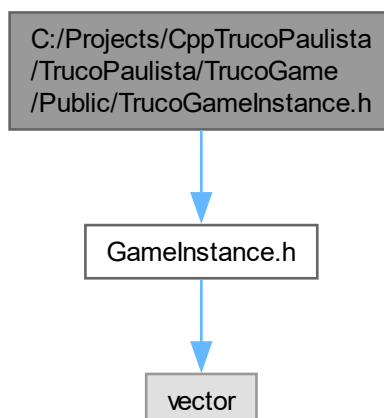 C:/Projects/CppTrucoPaulista
/TrucoPaulista/TrucoGame
/Public/TrucoGameInstance.h
GameInstance.h
vector